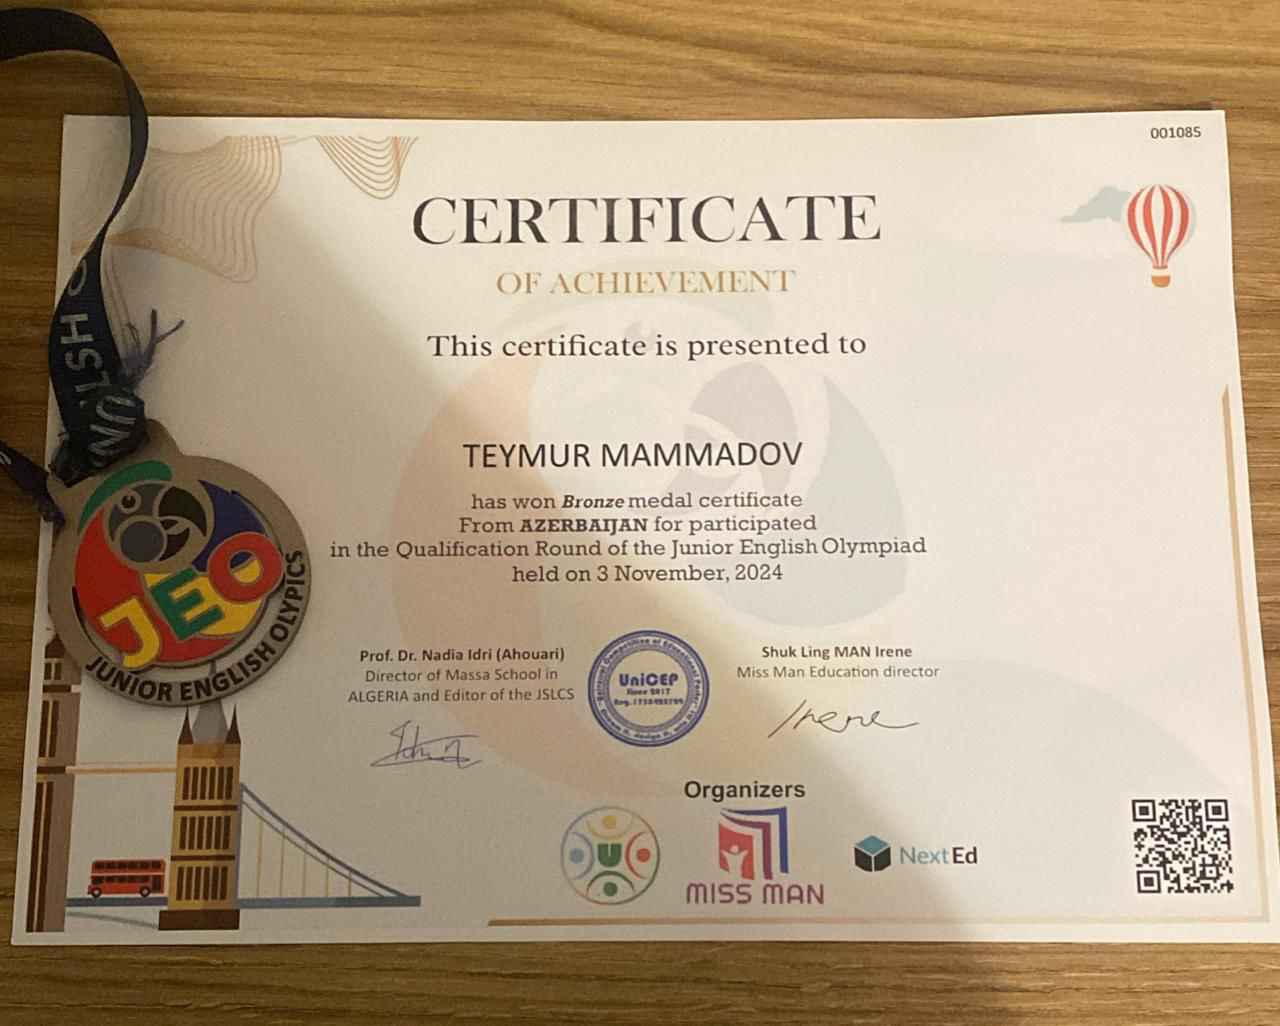 001085
CERTIFICATE
OF ACHIEVEMENT
This certificate is presented to
TEYMUR MAMMADOV
has won Bronze medal certificate
From AZERBAIJAN for participated
in the Qualification Round of the Junior English Olympiad
held on 3 November, 2024
JEO
JUNIOR ENGLISH OLYPICS
Prof. Dr. Nadia Idri (Ahouari)
Director of Massa School in
ALGERIA and Editor of the JSLCS
UniCEP
Since 2017
Shuk Ling MAN Irene
Miss Man Education director
Irene
Organizers
U
MISS MAN
NextEd